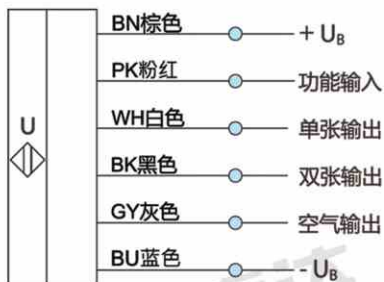 BN棕色 + UB
PK粉红 功能输入
U WH白色 单张输出
BK黑色 双张输出
GY灰色 空气输出
BU蓝色 - UB